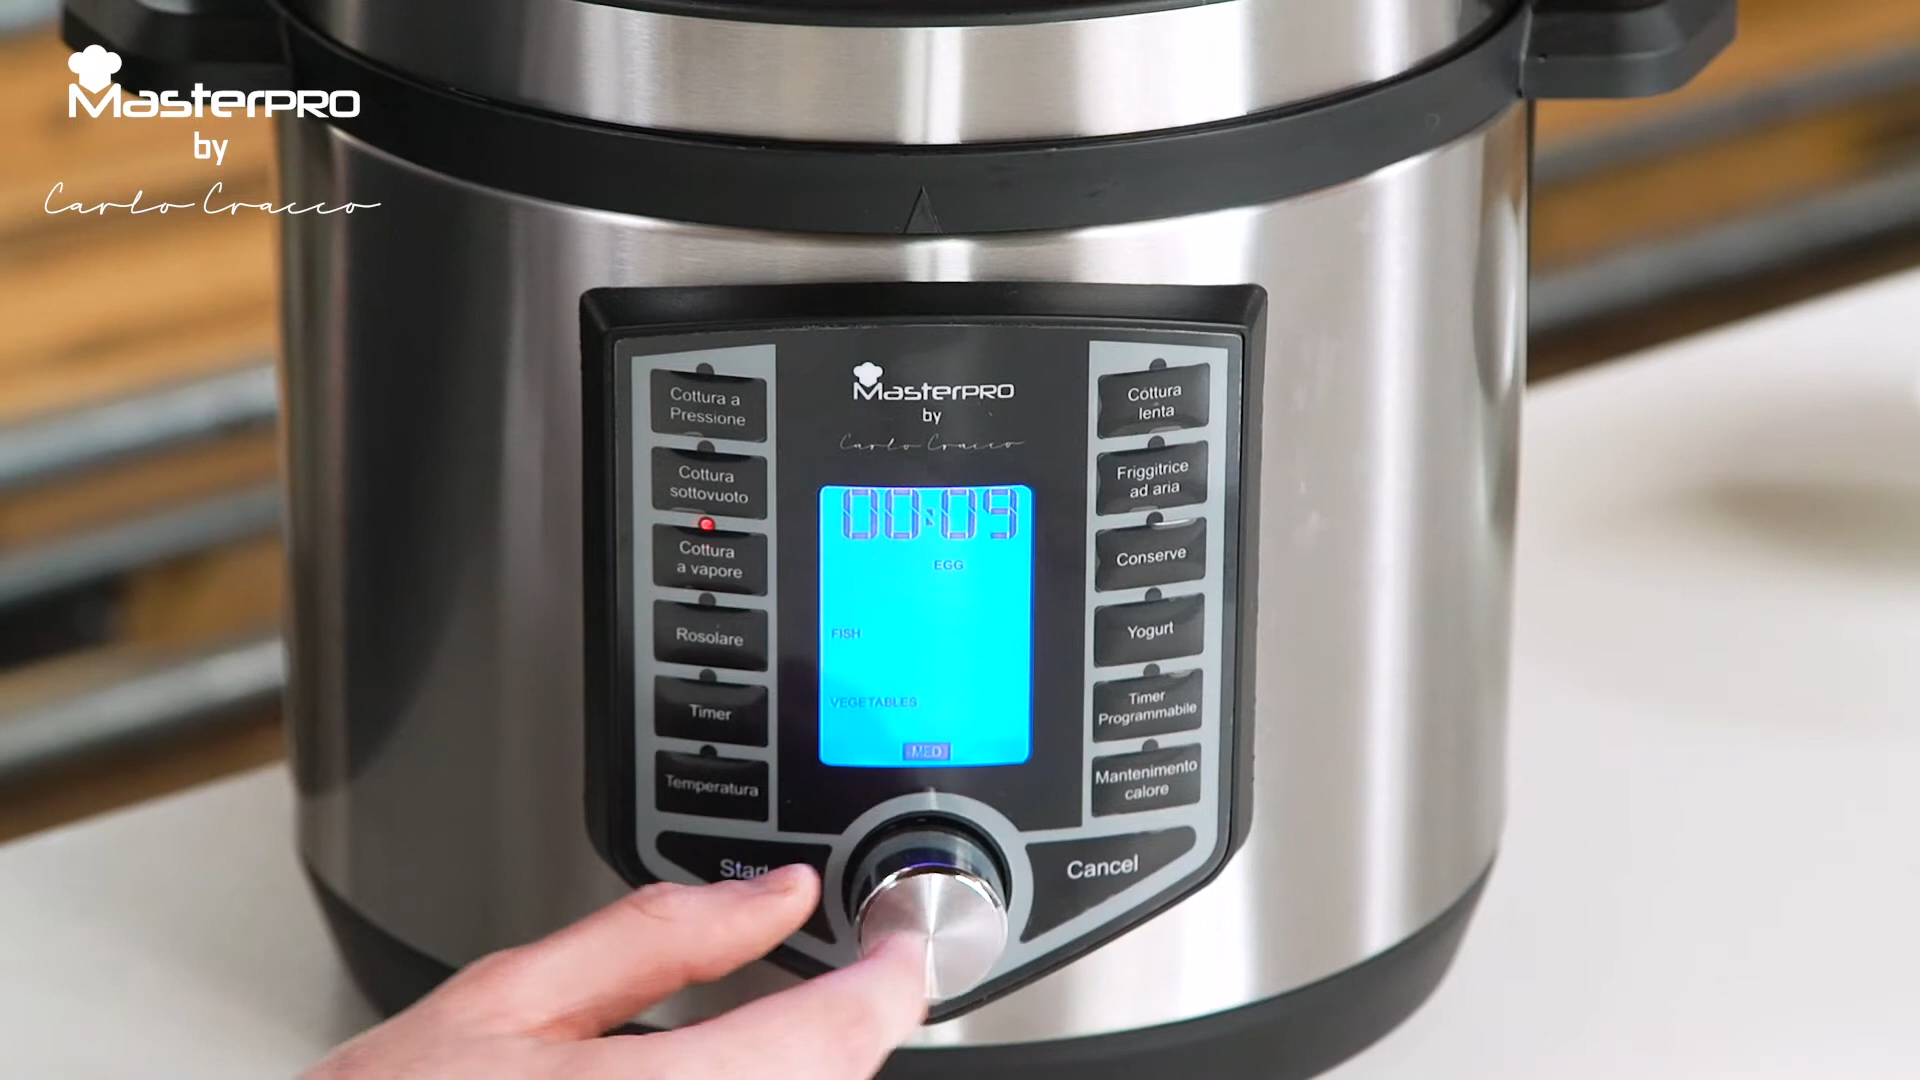 MasterPRO
by
Carlo Cracco
MasterPRO
by
Carlo Cracco
Cottura a
Pressione
Cottura
sottovuoto
Cottura
a vapore
Rosolare
Timer
Temperatura
00:09
EGG
FISH
VEGETABLES
MED
Cottura
lenta
Friggitrice
ad aria
Conserve
Yogurt
Timer
Programmabile
Mantenimento
calore
Start
Cancel